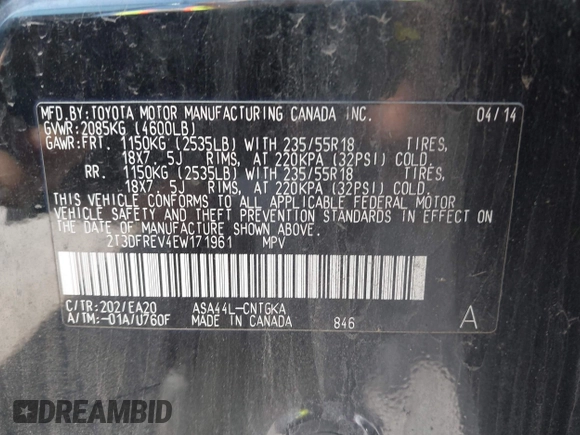 MFD.BY:TOYOTA MOTOR MANUFACTURING CANADA INC. 04/14
GVWR:2085KG (4600LB)
GAWR:FRT. 1150KG (2535LB) WITH 235/55R18 TIRES,
18X7.5J RIMS, AT 220KPA (32PSI) COLD.
RR. 1150KG (2535LB) WITH 235/55R18 TIRES,
18X7.5J RIMS, AT 220KPA (32PSI) COLD.
THIS VEHICLE CONFORMS TO ALL APPLICABLE FEDERAL MOTOR
VEHICLE SAFETY AND THEFT PREVENTION STANDARDS IN EFFECT
ON THE DATE OF MANUFACTURE SHOWN ABOVE.
2T3DFREV4EW171961 MPV
C/TR:202/EA20 ASA44L-CNTGKA
A/TM:-01A/U760F MADE IN CANADA 846 A
DREAMBID